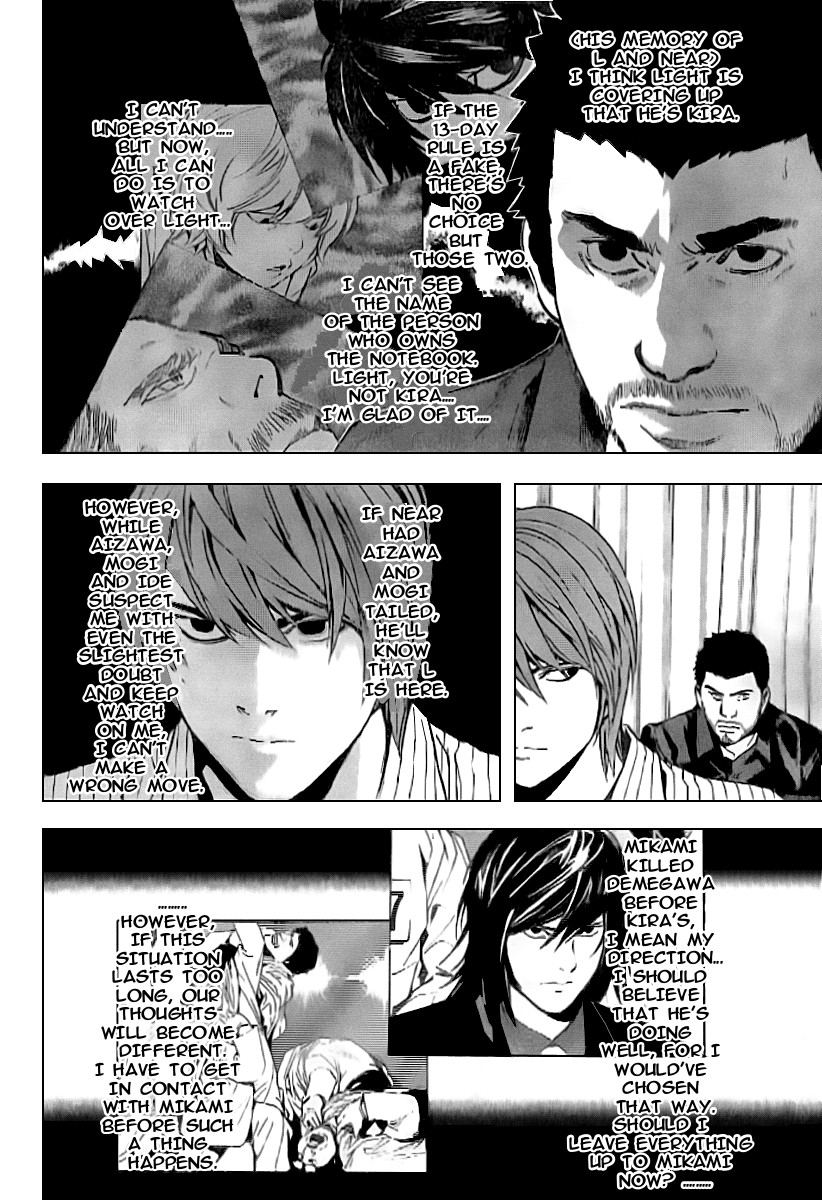 (HIS MEMORY OF
L AND NEAR)
I THINK LIGHT IS
COVERING UP
THAT HE'S KIRA.
IF THE
13-DAY
RULE IS
A FAKE,
THERE'S
NO
CHOICE
BUT
THOSE TWO.
I CAN'T
UNDERSTAND.....
BUT NOW,
ALL I CAN
DO IS TO
WATCH
OVER LIGHT...
I CAN'T SEE
THE NAME
OF THE PERSON
WHO OWNS
THE NOTEBOOK.
LIGHT, YOU'RE
NOT KIRA....
I'M GLAD OF IT....
IF NEAR
HAD
AIZAWA
AND
MOGI
TAILED,
HE'LL
KNOW
THAT L
IS HERE.
HOWEVER,
WHILE
AIZAWA,
MOGI
AND IDE
SUSPECT
ME WITH
EVEN THE
SLIGHTEST
DOUBT
AND KEEP
WATCH
ON ME,
I CAN'T
MAKE A
WRONG MOVE.
MIKAMI
KILLED
DEMEGAWA
BEFORE
KIRA'S,
I MEAN MY
DIRECTION...
I SHOULD
BELIEVE
THAT HE'S
DOING
WELL, FOR I
WOULD'VE
CHOSEN
THAT WAY.
SHOULD I
LEAVE EVERYTHING
UP TO MIKAMI
NOW? .........
.........
HOWEVER,
IF THIS
SITUATION
LASTS TOO
LONG, OUR
THOUGHTS
WILL BECOME
DIFFERENT.
I HAVE TO GET
IN CONTACT
WITH MIKAMI
BEFORE SUCH
A THING
HAPPENS.
7